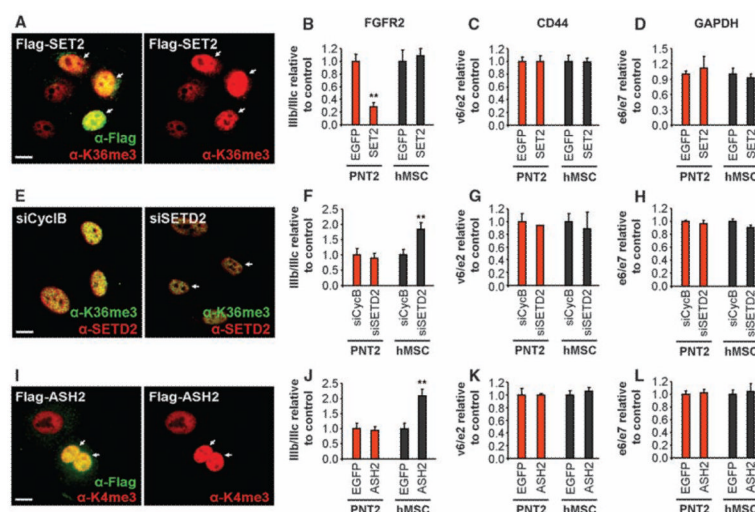 A
Flag-SET2
α-Flag
α-K36me3
Flag-SET2
α-K36me3
B
FGFR2
IIIb/IIIc relative
to control
1.2
1.0
0.8
0.6
0.4
0.2
0
**
EGFP
SET2
EGFP
SET2
PNT2
hMSC
C
CD44
v6/e2 relative
to control
1.2
1.0
0.8
0.6
0.4
0.2
0
EGFP
SET2
EGFP
SET2
PNT2
hMSC
D
GAPDH
e6/e7 relative
to control
1.5
1.2
0.9
0.6
0.3
0
EGFP
SET2
EGFP
SET2
PNT2
hMSC
E
siCyclB
α-K36me3
α-SETD2
siSETD2
α-K36me3
α-SETD2
F
IIIb/IIIc relative
to control
2.5
2.0
1.5
1.0
0.5
0
**
siCycB
siSETD2
siCycB
siSETD2
PNT2
hMSC
G
v6/e2 relative
to control
1.2
1.0
0.8
0.6
0.4
0.2
0
siCycB
siSETD2
siCycB
siSETD2
PNT2
hMSC
H
e6/e7 relative
to control
1.2
1.0
0.8
0.6
0.4
0.2
0
siCycB
siSETD2
siCycB
siSETD2
PNT2
hMSC
I
Flag-ASH2
α-Flag
α-K4me3
Flag-ASH2
α-K4me3
J
IIIb/IIIc relative
to control
2.5
2.0
1.5
1.0
0.5
0
**
EGFP
ASH2
EGFP
ASH2
PNT2
hMSC
K
v6/e2 relative
to control
1.2
1.0
0.8
0.6
0.4
0.2
0
EGFP
ASH2
EGFP
ASH2
PNT2
hMSC
L
e6/e7 relative
to control
1.2
1.0
0.8
0.6
0.4
0.2
0
EGFP
ASH2
EGFP
ASH2
PNT2
hMSC